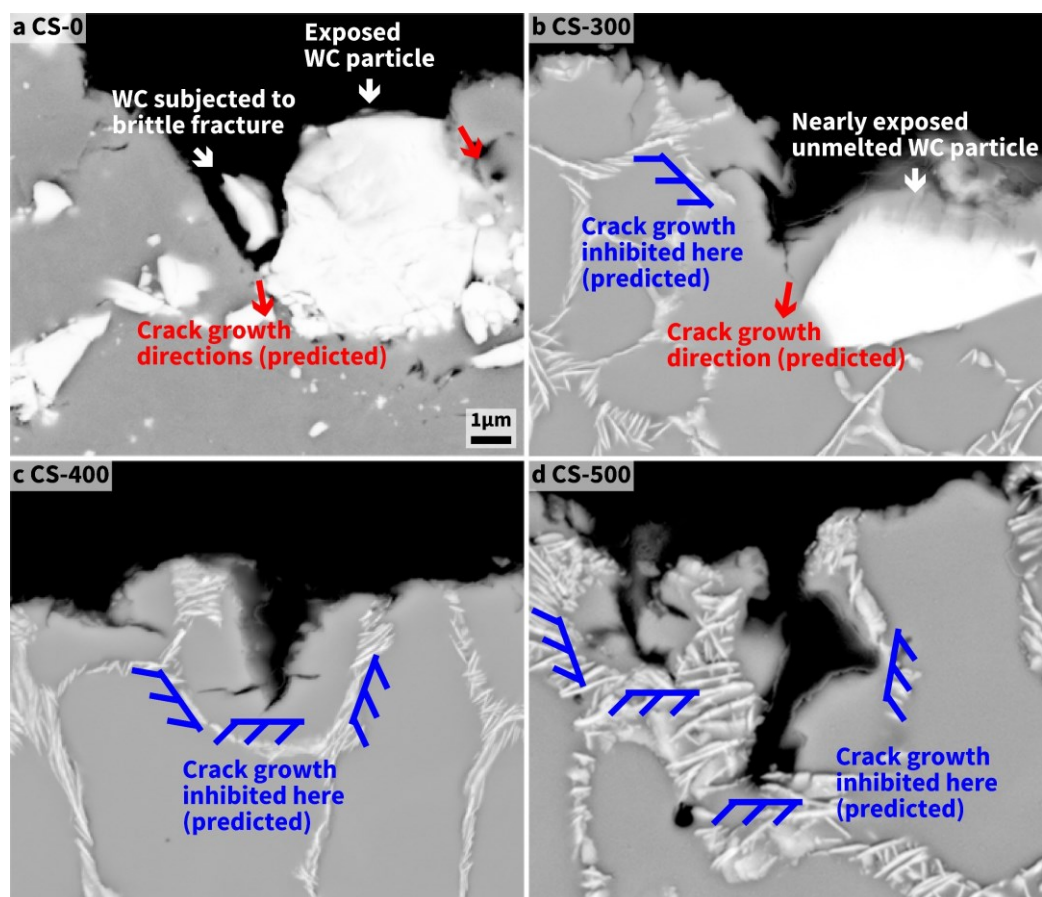 a CS-0
Exposed
WC particle
WC subjected to
brittle fracture
Crack growth
directions (predicted)
1μm
b CS-300
Nearly exposed
unmelted WC particle
Crack growth
inhibited here
(predicted)
Crack growth
direction (predicted)
c CS-400
Crack growth
inhibited here
(predicted)
d CS-500
Crack growth
inhibited here
(predicted)